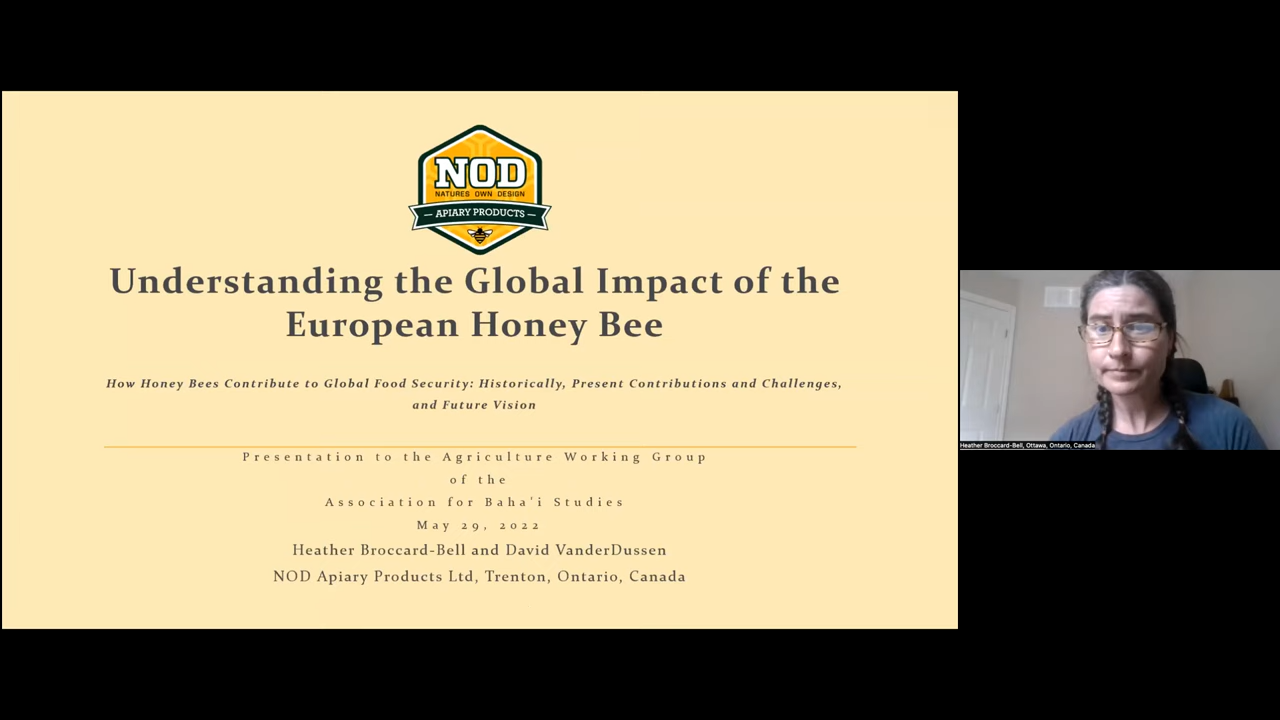 NOD
NATURES OWN DESIGN
— APIARY PRODUCTS —
Understanding the Global Impact of the
European Honey Bee
How Honey Bees Contribute to Global Food Security: Historically, Present Contributions and Challenges,
and Future Vision
Presentation to the Agriculture Working Group
of the
Association for Baha'i Studies
May 29, 2022
Heather Broccard-Bell and David VanderDussen
NOD Apiary Products Ltd, Trenton, Ontario, Canada
Heather Broccard-Bell, Ottawa, Ontario, Canada